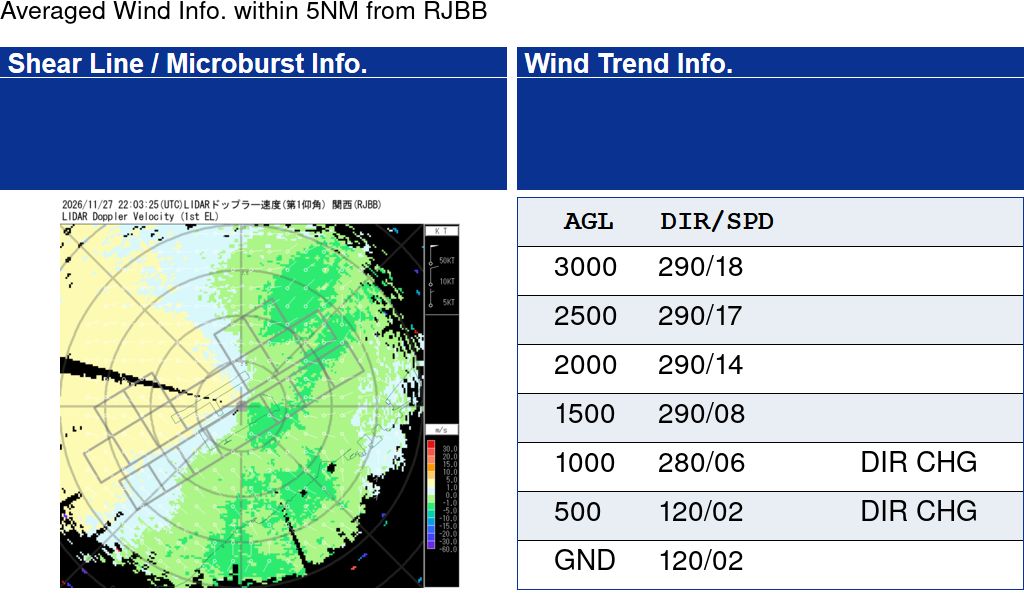 Averaged Wind Info. within 5NM from RJBB
Shear Line / Microburst Info.
Wind Trend Info.
2026/11/27 22:03:25(UTC)LIDARドップラー速度(第1仰角) 関西(RJBB)
LIDAR Doppler Velocity (1st EL)
KT
50KT
10KT
5KT
m/s
30.0
20.0
15.0
10.0
5.0
1.0
0.0
-1.0
-5.0
-10.0
-15.0
-20.0
-30.0
-60.0
AGL DIR/SPD
3000 290/18
2500 290/17
2000 290/14
1500 290/08
1000 280/06 DIR CHG
500 120/02 DIR CHG
GND 120/02